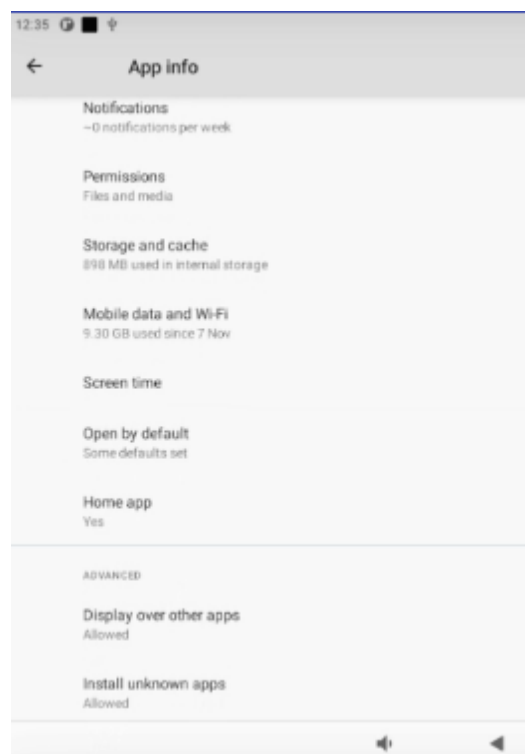 12:35
App info
Notifications
~0 notifications per week
Permissions
Files and media
Storage and cache
898 MB used in internal storage
Mobile data and Wi-Fi
9.30 GB used since 7 Nov
Screen time
Open by default
Some defaults set
Home app
Yes
ADVANCED
Display over other apps
Allowed
Install unknown apps
Allowed